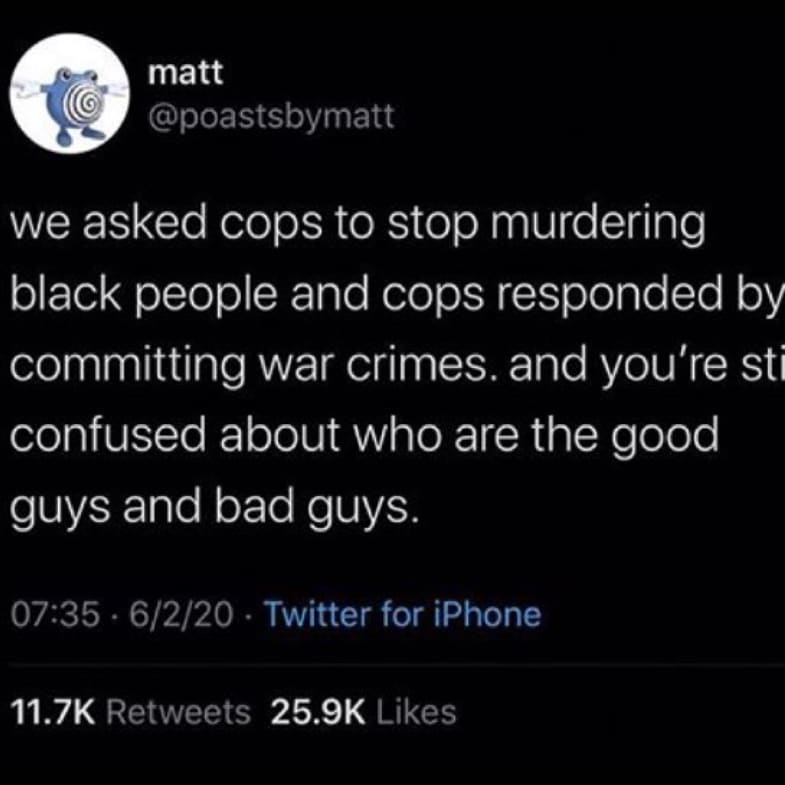 matt
@poastsbymatt
we asked cops to stop murdering
black people and cops responded by
committing war crimes. and you're sti
confused about who are the good
guys and bad guys.
07:35 · 6/2/20 · Twitter for iPhone
11.7K Retweets 25.9K Likes